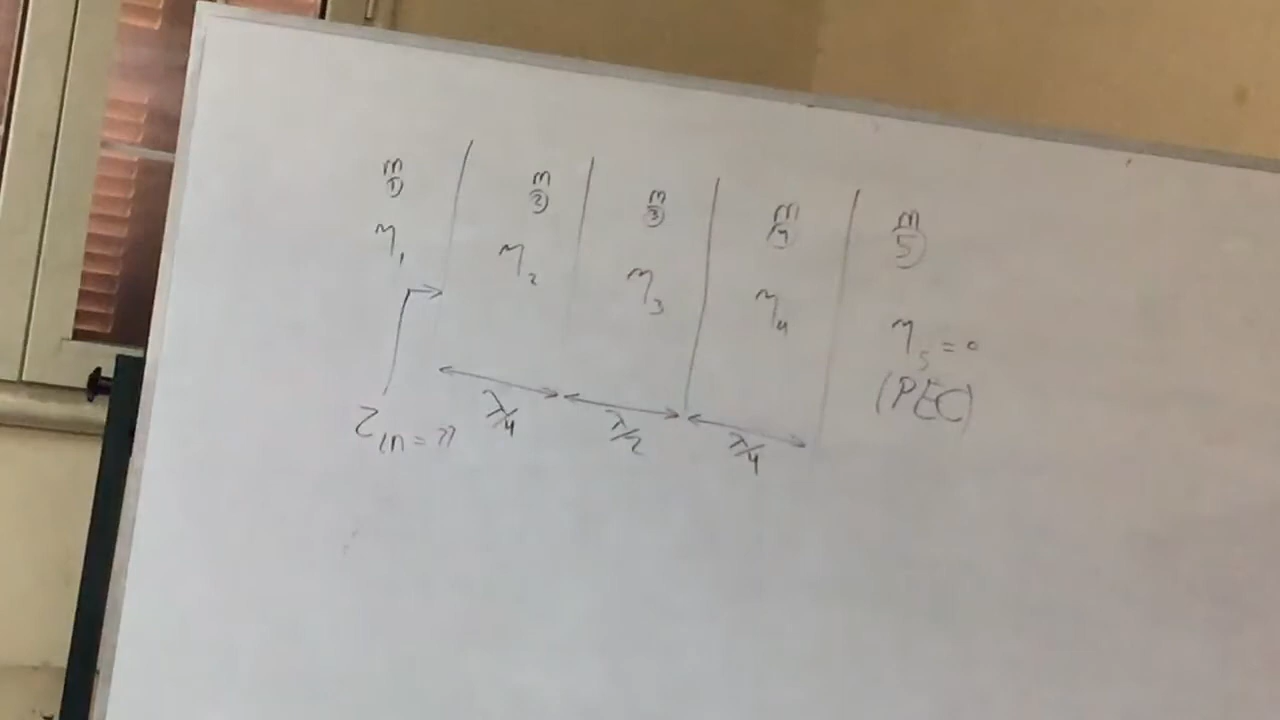 m m m m m
① ② ③ ④ ⑤
η₁ η₂ η₃ η₄ η₅ = 0
(PEC)
Zin = ??
λ/4 λ/2 λ/4